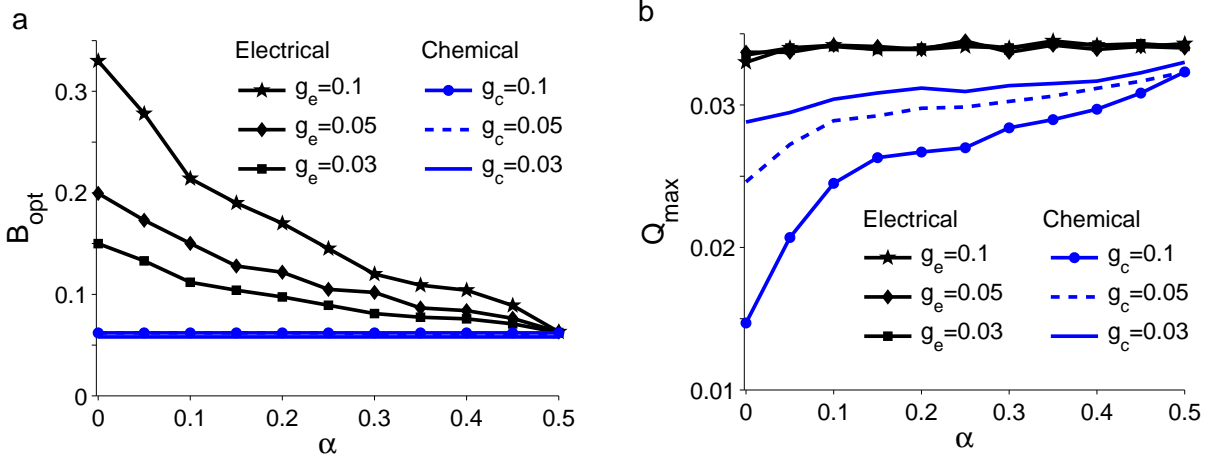 a
B_opt
0.3
0.2
0.1
0
0 0.1 0.2 0.3 0.4 0.5
α
Electrical Chemical
g_e=0.1 g_c=0.1
g_e=0.05 g_c=0.05
g_e=0.03 g_c=0.03
b
Q_max
0.03
0.02
0.01
0 0.1 0.2 0.3 0.4 0.5
α
Electrical Chemical
g_e=0.1 g_c=0.1
g_e=0.05 g_c=0.05
g_e=0.03 g_c=0.03